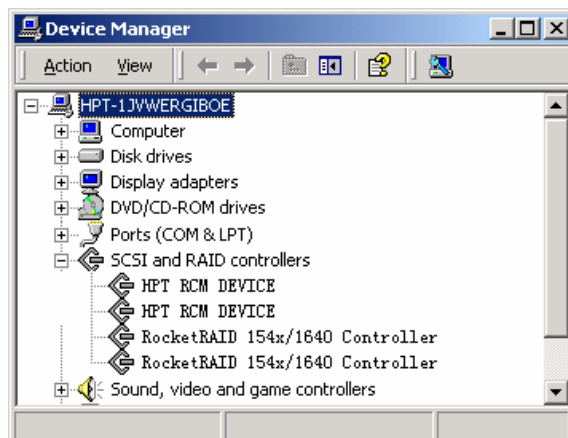 Device Manager
Action View
HPT-1JVWERGIBOE
Computer
Disk drives
Display adapters
DVD/CD-ROM drives
Ports (COM & LPT)
SCSI and RAID controllers
HPT RCM DEVICE
HPT RCM DEVICE
RocketRAID 154x/1640 Controller
RocketRAID 154x/1640 Controller
Sound, video and game controllers